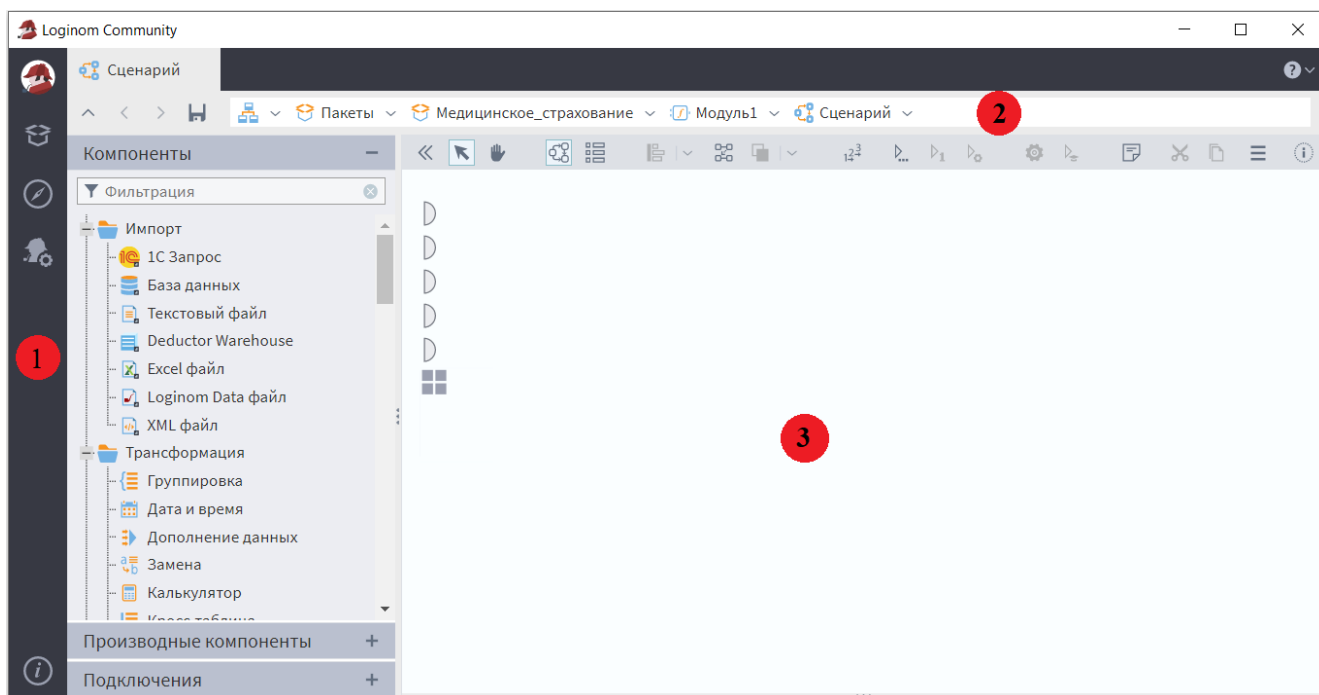 Loginom Community
Сценарий
Пакеты
Медицинское_страхование
Модуль1
Сценарий
2
Компоненты
Фильтрация
Импорт
1С Запрос
База данных
Текстовый файл
Deductor Warehouse
Excel файл
Loginom Data файл
XML файл
Трансформация
Группировка
Дата и время
Дополнение данных
Замена
Калькулятор
Производные компоненты
Подключения
1
3